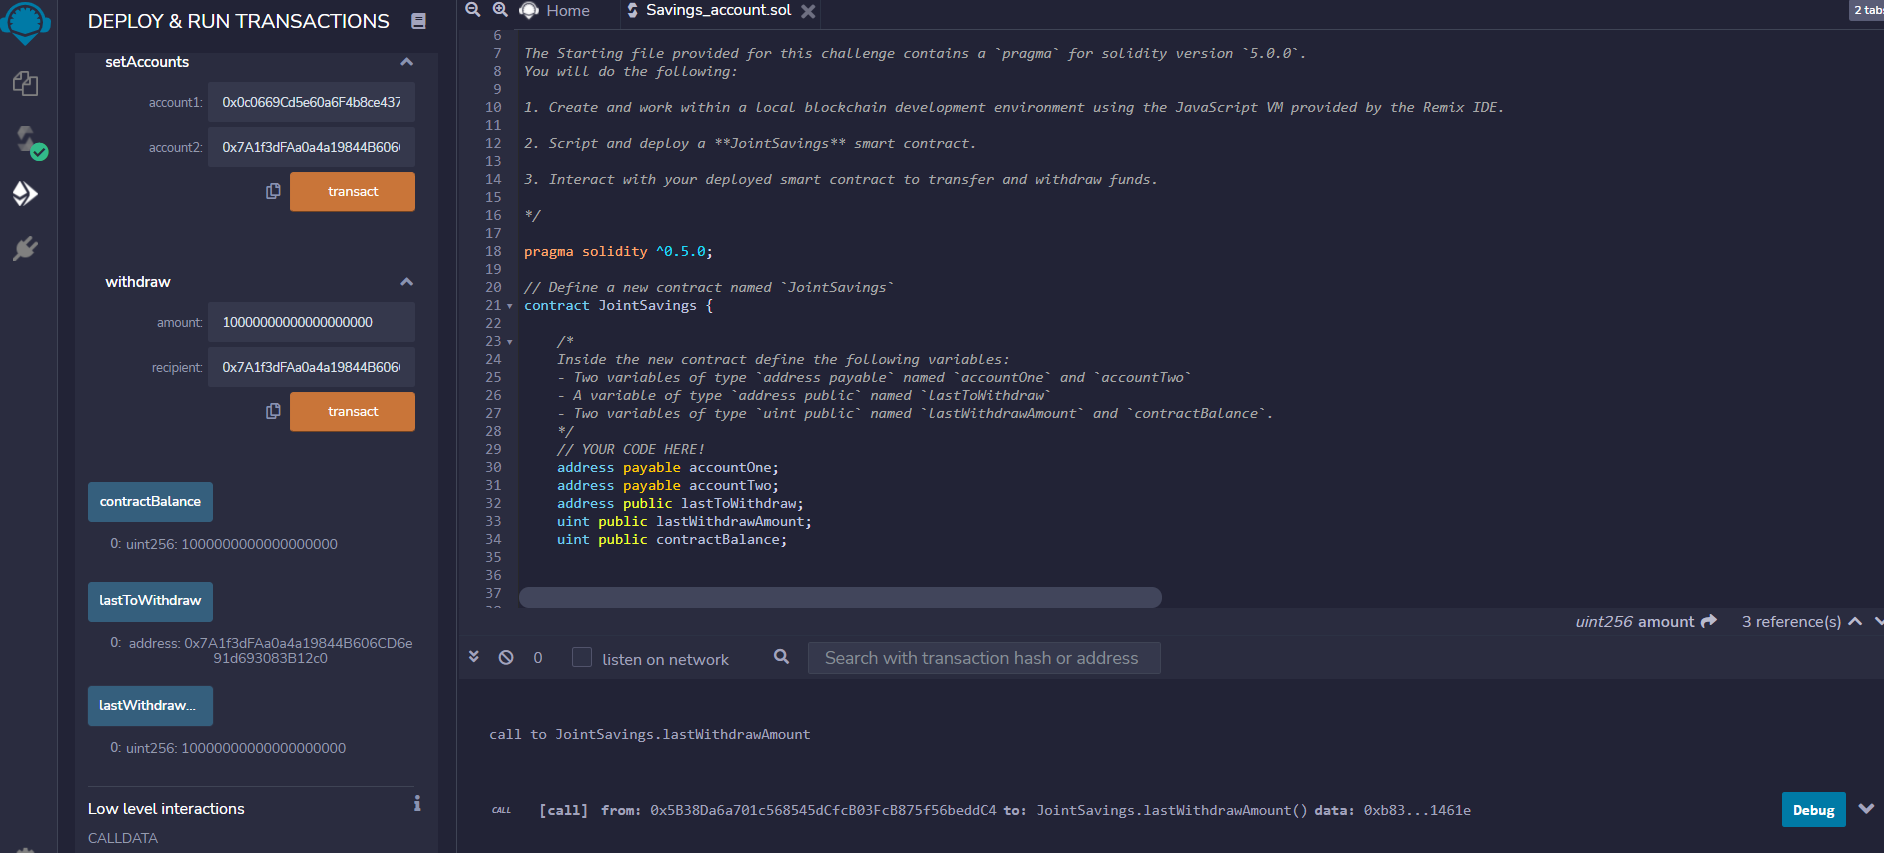 DEPLOY & RUN TRANSACTIONS
setAccounts
account1: 0x0c0669Cd5e60a6F4b8ce437
account2: 0x7A1f3dFAa0a4a19844B606
transact
withdraw
amount: 10000000000000000000
recipient: 0x7A1f3dFAa0a4a19844B606
transact
contractBalance
0: uint256: 1000000000000000000
lastToWithdraw
0: address: 0x7A1f3dFAa0a4a19844B606CD6e
91d693083B12c0
lastWithdraw...
0: uint256: 10000000000000000000
Low level interactions
CALLDATA
Home
Savings_account.sol
2 tabs
6
7 The Starting file provided for this challenge contains a `pragma` for solidity version `5.0.0`.
8 You will do the following:
9
10 1. Create and work within a local blockchain development environment using the JavaScript VM provided by the Remix IDE.
11
12 2. Script and deploy a **JointSavings** smart contract.
13
14 3. Interact with your deployed smart contract to transfer and withdraw funds.
15
16 */
17
18 pragma solidity ^0.5.0;
19
20 // Define a new contract named `JointSavings`
21 contract JointSavings {
22
23 /*
24 Inside the new contract define the following variables:
25 - Two variables of type `address payable` named `accountOne` and `accountTwo`
26 - A variable of type `address public` named `lastToWithdraw`
27 - Two variables of type `uint public` named `lastWithdrawAmount` and `contractBalance`.
28 */
29 // YOUR CODE HERE!
30 address payable accountOne;
31 address payable accountTwo;
32 address public lastToWithdraw;
33 uint public lastWithdrawAmount;
34 uint public contractBalance;
35
36
37
uint256 amount 3 reference(s)
0 listen on network Search with transaction hash or address
call to JointSavings.lastWithdrawAmount
CALL [call] from: 0x5B38Da6a701c568545dCfcB03FcB875f56beddC4 to: JointSavings.lastWithdrawAmount() data: 0xb83...1461e
Debug